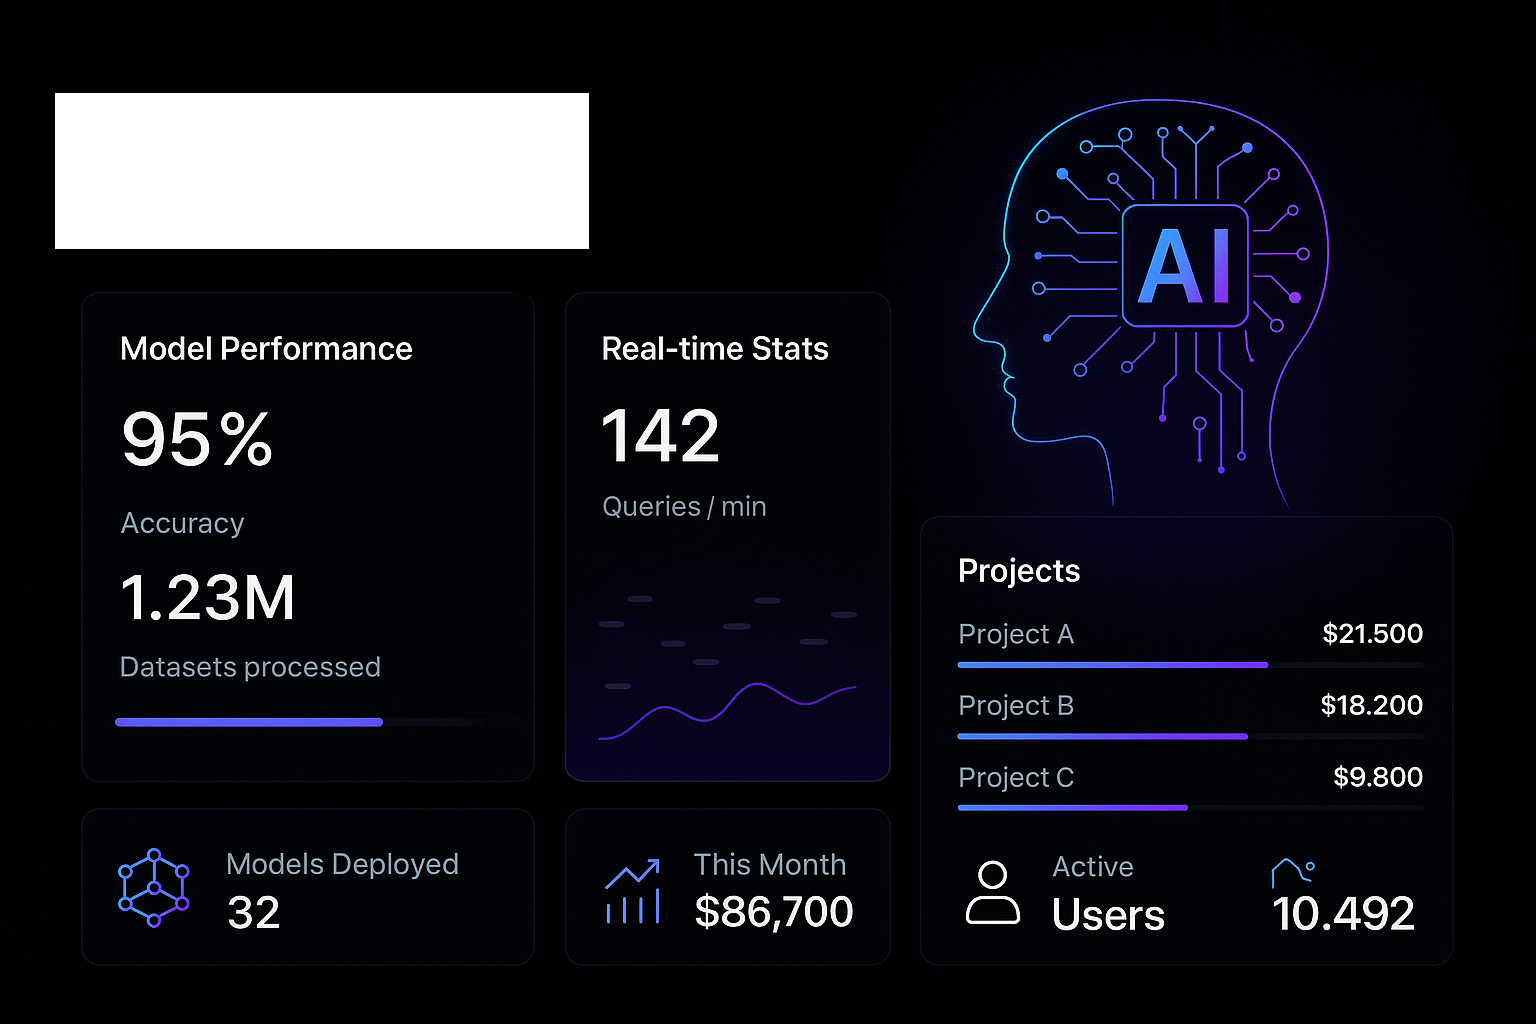 AI
Model Performance
95%
Accuracy
1.23M
Datasets processed
Real-time Stats
142
Queries / min
Projects
Project A $21.500
Project B $18.200
Project C $9.800
Models Deployed
32
This Month
$86,700
Active
Users 10.492